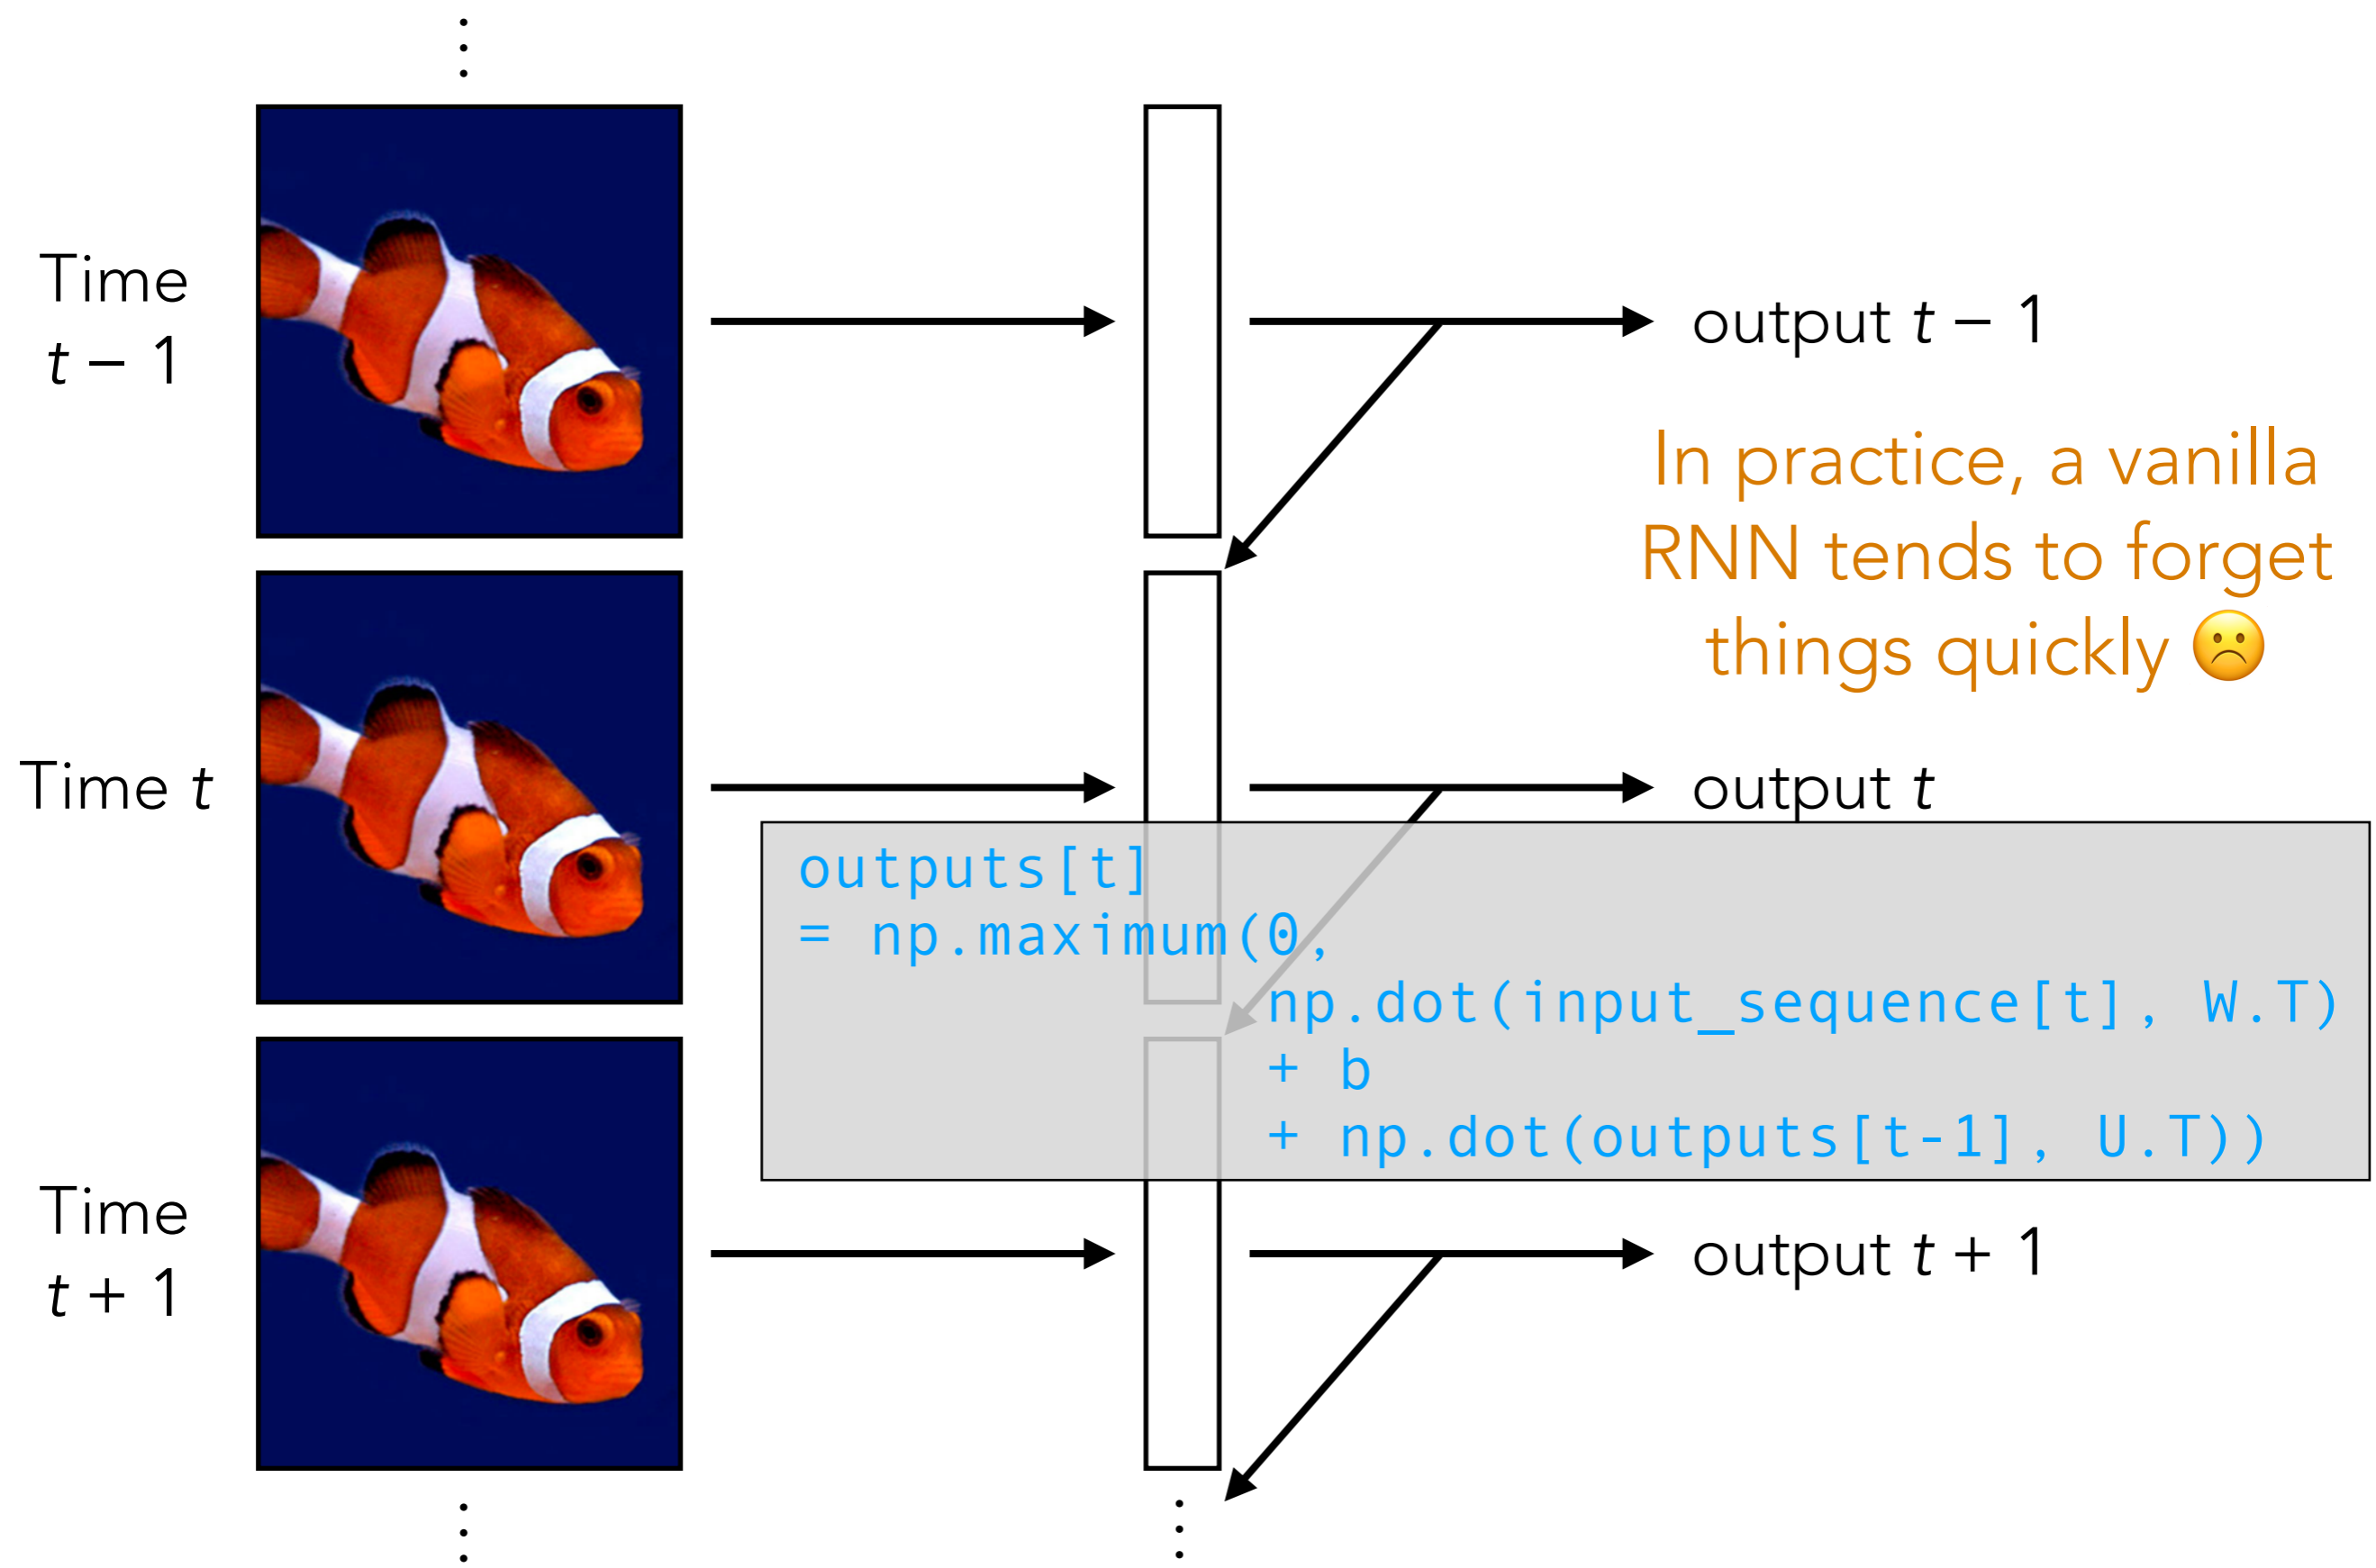 Time
t – 1
output t – 1
In practice, a vanilla
RNN tends to forget
things quickly ☹️
Time t
output t
outputs[t]
= np.maximum(0,
np.dot(input_sequence[t], W.T)
+ b
+ np.dot(outputs[t-1], U.T))
Time
t + 1
output t + 1